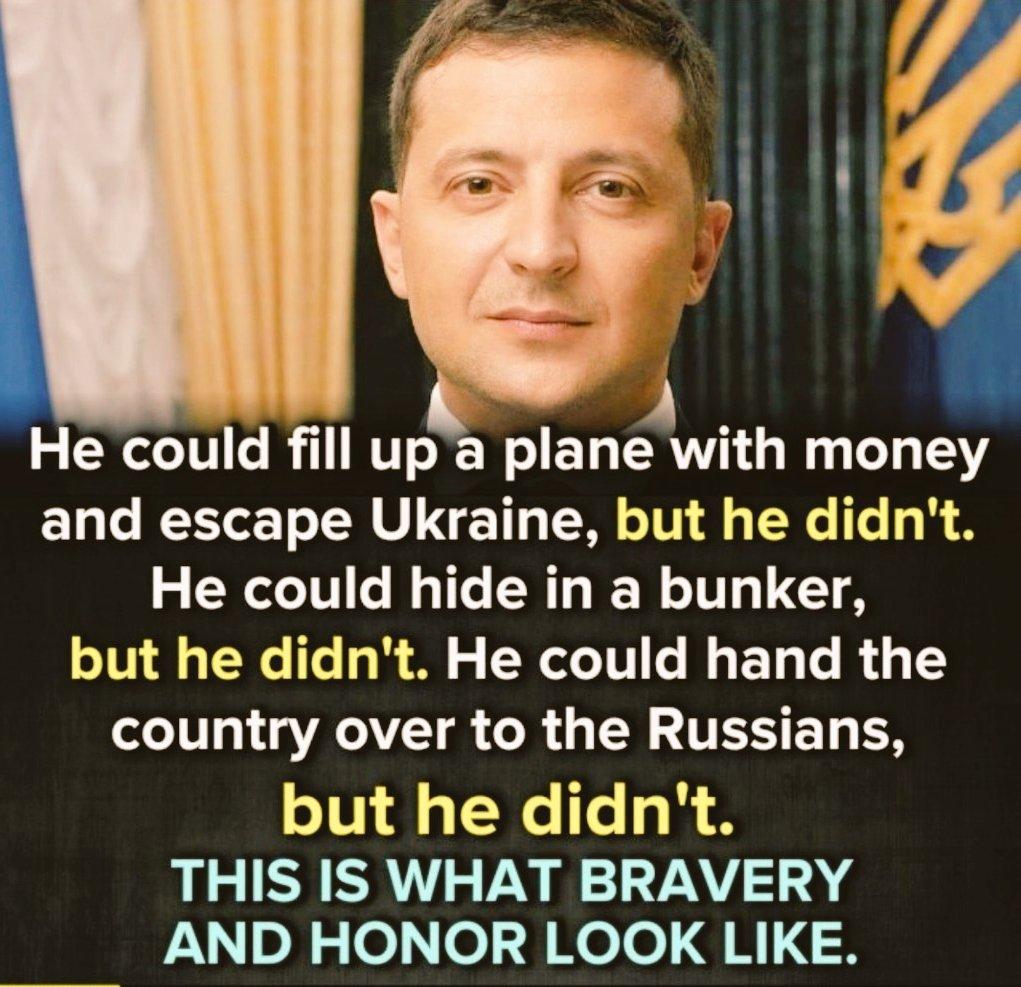 He could fill up a plane with money
and escape Ukraine, but he didn't.
He could hide in a bunker,
but he didn't. He could hand the
country over to the Russians,
but he didn't.
THIS IS WHAT BRAVERY
AND HONOR LOOK LIKE.